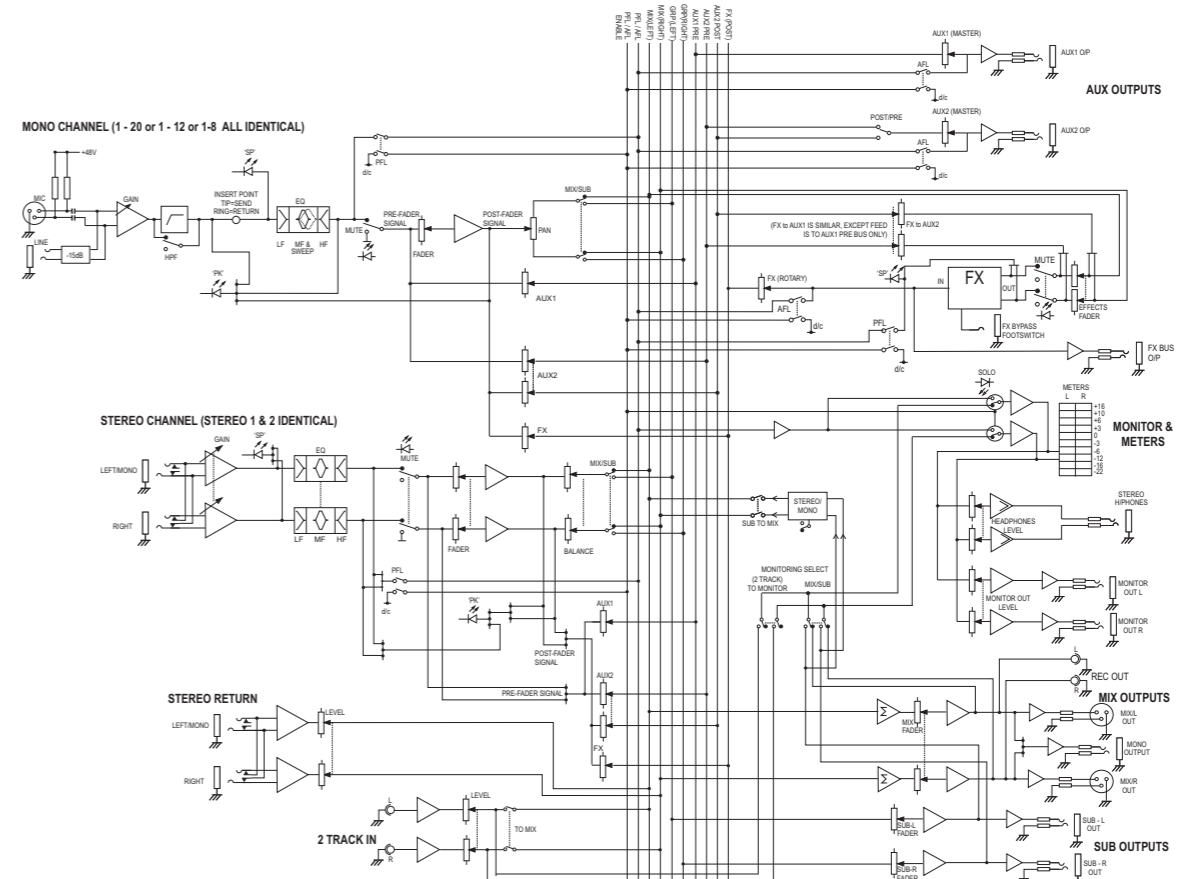 PFL / AFL
ENABLE
PFL / AFL
MIX(LEFT)
MIX(RIGHT)
GRP(LEFT)
GRP(RIGHT)
AUX1 PRE
AUX2 PRE
AUX2 POST
FX (POST)
AUX1 (MASTER)
AFL
d/c
AUX1 O/P
AUX OUTPUTS
POST/PRE
AUX2 (MASTER)
AFL
d/c
AUX2 O/P
MONO CHANNEL (1 - 20 or 1 - 12 or 1-8 ALL IDENTICAL)
+48V
MIC
LINE
-15dB
GAIN
HPF
'SP'
INSERT POINT
TIP=SEND
RING=RETURN
'PK'
EQ
LF
MF &
SWEEP
HF
PFL
d/c
MUTE
PRE-FADER
SIGNAL
FADER
POST-FADER
SIGNAL
PAN
MIX/SUB
AUX1
AUX2
FX
(FX to AUX1 IS SIMILAR, EXCEPT FEED
IS TO AUX1 PRE BUS ONLY)
FX to AUX2
FX (ROTARY)
AFL
d/c
'SP'
PFL
d/c
IN
FX
OUT
MUTE
EFFECTS
FADER
FX BYPASS
FOOTSWITCH
FX BUS
O/P
STEREO CHANNEL (STEREO 1 & 2 IDENTICAL)
LEFT/MONO
RIGHT
GAIN
'SP'
EQ
LF
MF
HF
MUTE
FADER
BALANCE
MIX/SUB
PFL
d/c
'PK'
POST-FADER
SIGNAL
PRE-FADER SIGNAL
AUX1
AUX2
FX
SOLO
METERS
L R
+16
+10
+6
+3
0
-3
-6
-12
-16
-22
MONITOR &
METERS
STEREO
H/PHONES
HEADPHONES
LEVEL
MONITOR
OUT L
MONITOR OUT
LEVEL
MONITOR
OUT R
SUB TO MIX
STEREO/
MONO
MONITORING SELECT
(2 TRACK)
TO MONITOR
MIX/SUB
L
REC OUT
R
MIX OUTPUTS
Σ
MIX
FADER
MIX/L
OUT
MONO
OUTPUT
Σ
MIX/R
OUT
SUB-L
FADER
SUB - L
OUT
SUB OUTPUTS
SUB-R
FADER
SUB - R
OUT
STEREO RETURN
LEFT/MONO
RIGHT
LEVEL
2 TRACK IN
L
R
LEVEL
TO MIX